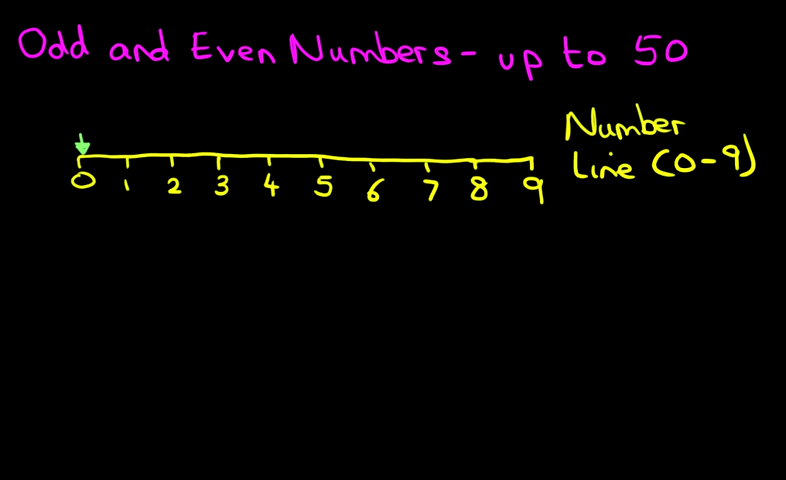 Odd and Even Numbers - up to 50
Number
Line (0-9)
0 1 2 3 4 5 6 7 8 9